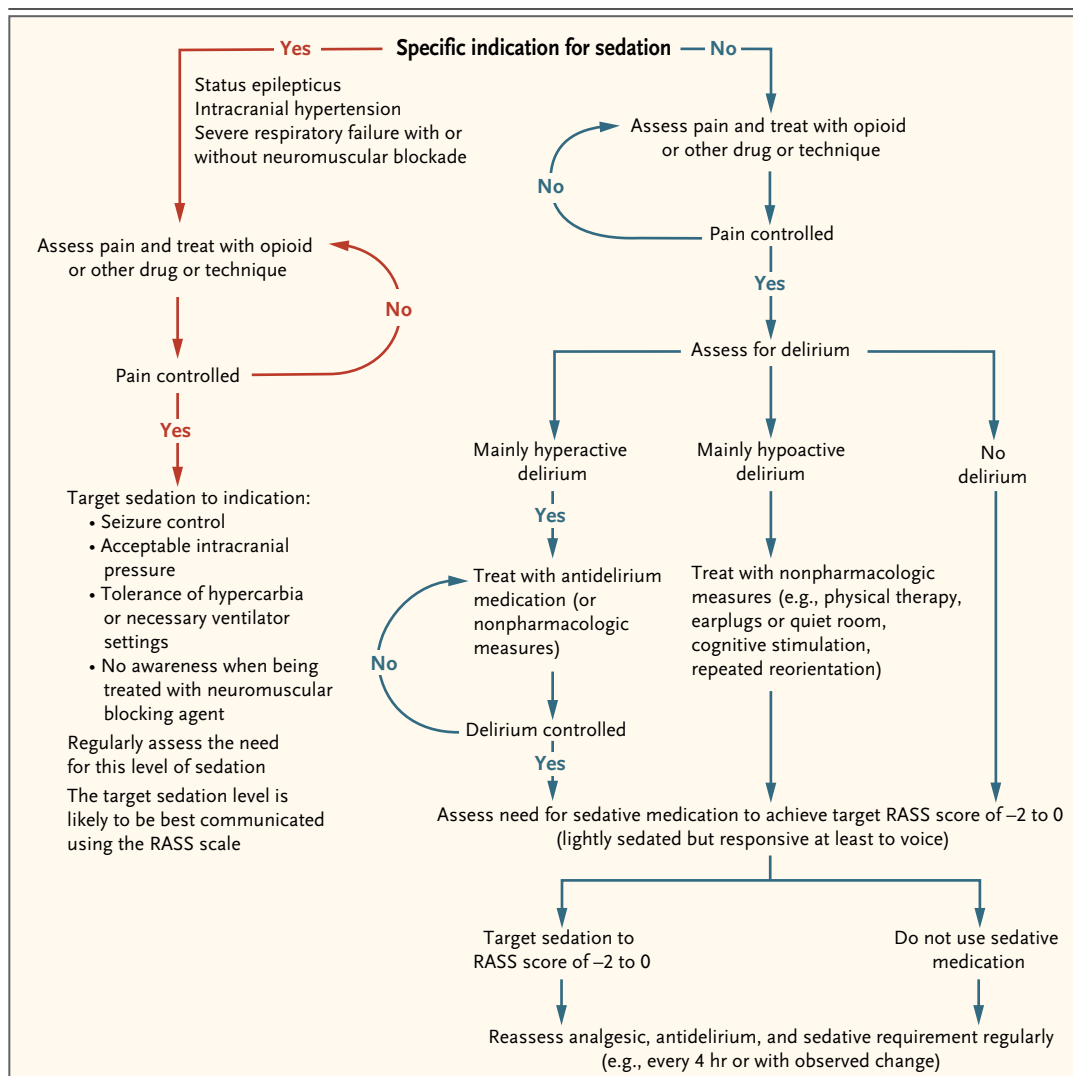 Yes
Specific indication for sedation
No
Status epilepticus
Intracranial hypertension
Severe respiratory failure with or
without neuromuscular blockade
Assess pain and treat with opioid
or other drug or technique
No
Pain controlled
Yes
Target sedation to indication:
• Seizure control
• Acceptable intracranial
pressure
• Tolerance of hypercarbia
or necessary ventilator
settings
• No awareness when being
treated with neuromuscular
blocking agent
Regularly assess the need
for this level of sedation
The target sedation level is
likely to be best communicated
using the RASS scale
Assess pain and treat with opioid
or other drug or technique
No
Pain controlled
Yes
Assess for delirium
Mainly hyperactive
delirium
Yes
Treat with antidelirium
medication (or
nonpharmacologic
measures)
No
Delirium controlled
Yes
Mainly hypoactive
delirium
Treat with nonpharmacologic
measures (e.g., physical therapy,
earplugs or quiet room,
cognitive stimulation,
repeated reorientation)
No
delirium
Assess need for sedative medication to achieve target RASS score of –2 to 0
(lightly sedated but responsive at least to voice)
Target sedation to
RASS score of –2 to 0
Do not use sedative
medication
Reassess analgesic, antidelirium, and sedative requirement regularly
(e.g., every 4 hr or with observed change)